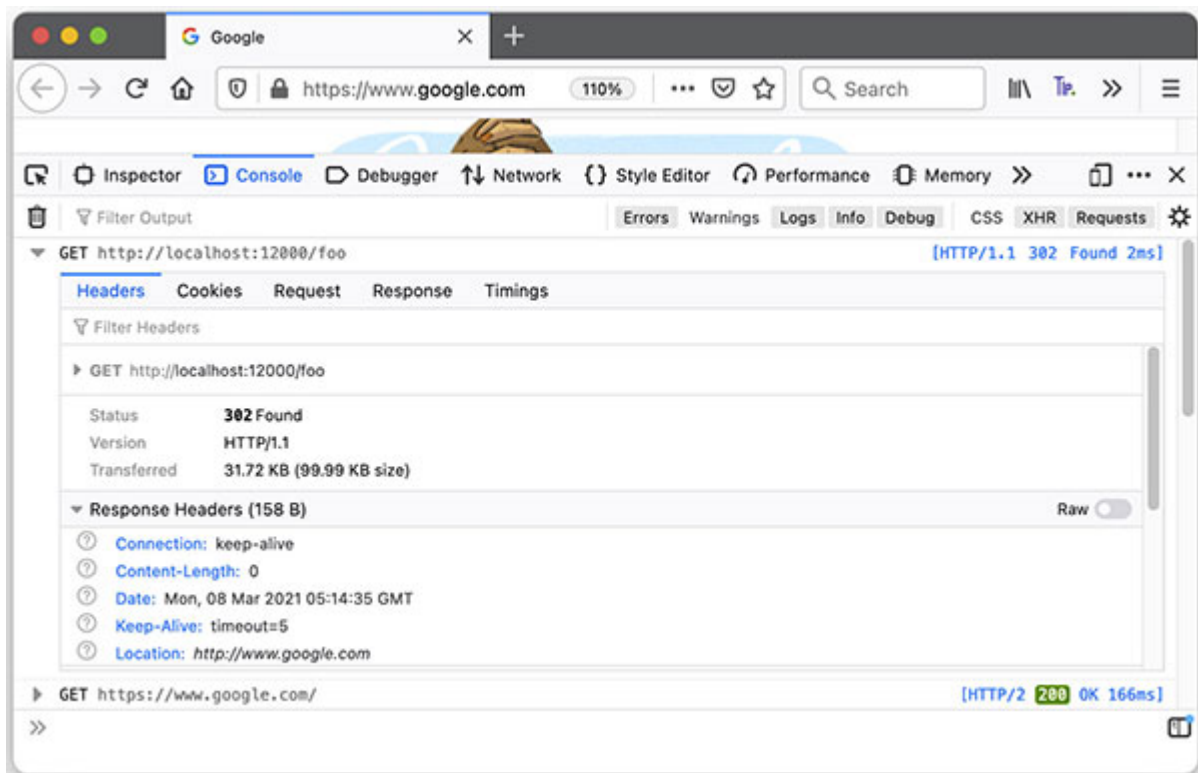 Google
https://www.google.com 110% Search Tip.
Inspector Console Debugger Network Style Editor Performance Memory
Filter Output Errors Warnings Logs Info Debug CSS XHR Requests
GET http://localhost:12000/foo [HTTP/1.1 302 Found 2ms]
Headers Cookies Request Response Timings
Filter Headers
GET http://localhost:12000/foo
Status 302 Found
Version HTTP/1.1
Transferred 31.72 KB (99.99 KB size)
Response Headers (158 B) Raw
Connection: keep-alive
Content-Length: 0
Date: Mon, 08 Mar 2021 05:14:35 GMT
Keep-Alive: timeout=5
Location: http://www.google.com
GET https://www.google.com/ [HTTP/2 200 OK 166ms]